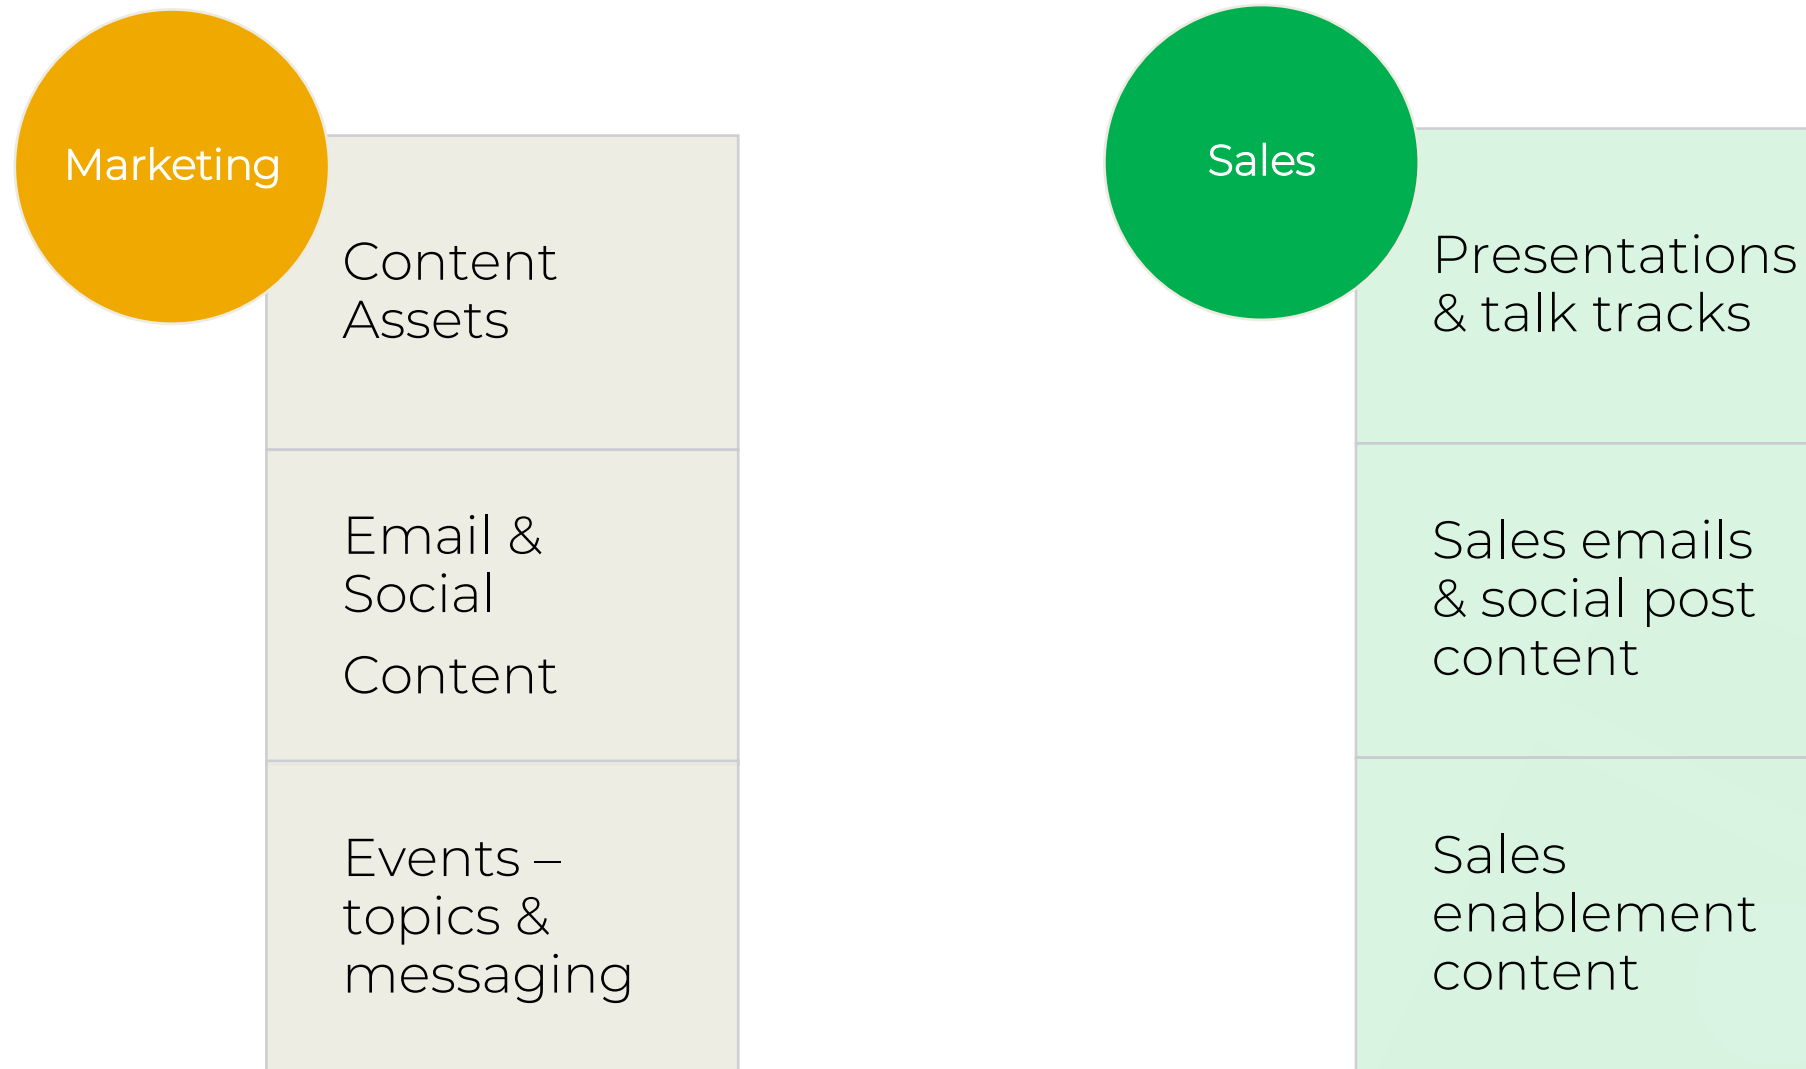 Marketing
Content
Assets
Email &
Social
Content
Events –
topics &
messaging
Sales
Presentations
& talk tracks
Sales emails
& social post
content
Sales
enablement
content